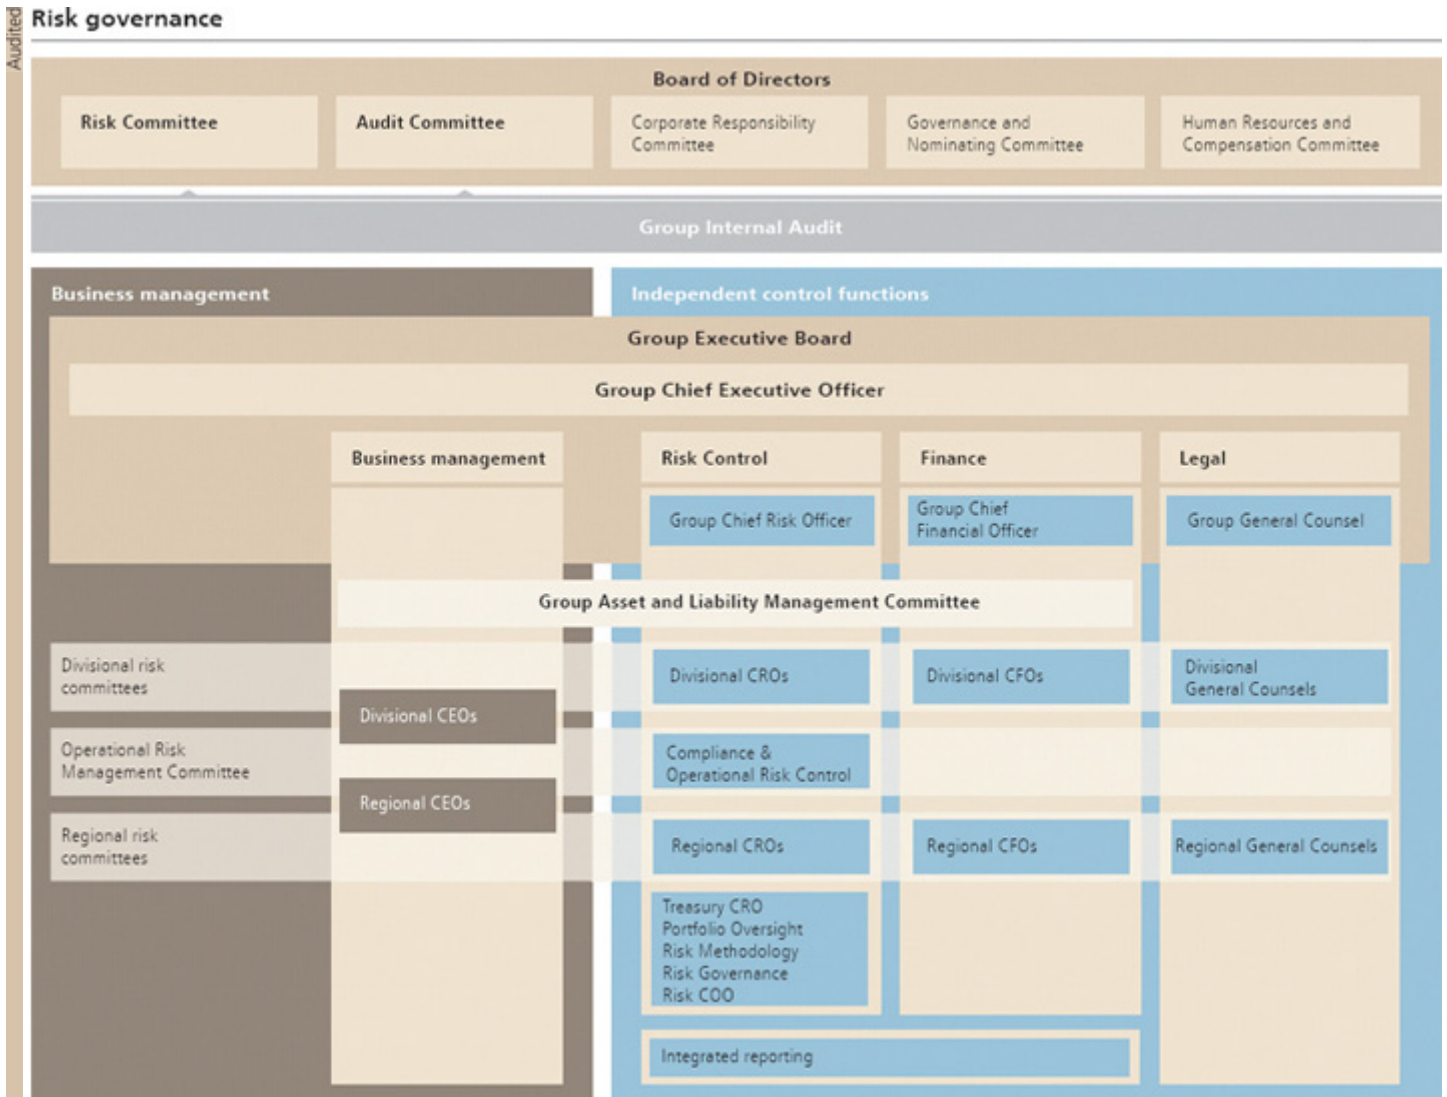 Audited
Risk governance
Board of Directors
Risk Committee
Audit Committee
Corporate Responsibility
Committee
Governance and
Nominating Committee
Human Resources and
Compensation Committee
Group Internal Audit
Business management
Independent control functions
Group Executive Board
Group Chief Executive Officer
Business management
Risk Control
Finance
Legal
Group Chief Risk Officer
Group Chief
Financial Officer
Group General Counsel
Group Asset and Liability Management Committee
Divisional risk
committees
Divisional CEOs
Divisional CROs
Divisional CFOs
Divisional
General Counsels
Operational Risk
Management Committee
Compliance &
Operational Risk Control
Regional CEOs
Regional risk
committees
Regional CROs
Regional CFOs
Regional General Counsels
Treasury CRO
Portfolio Oversight
Risk Methodology
Risk Governance
Risk COO
Integrated reporting